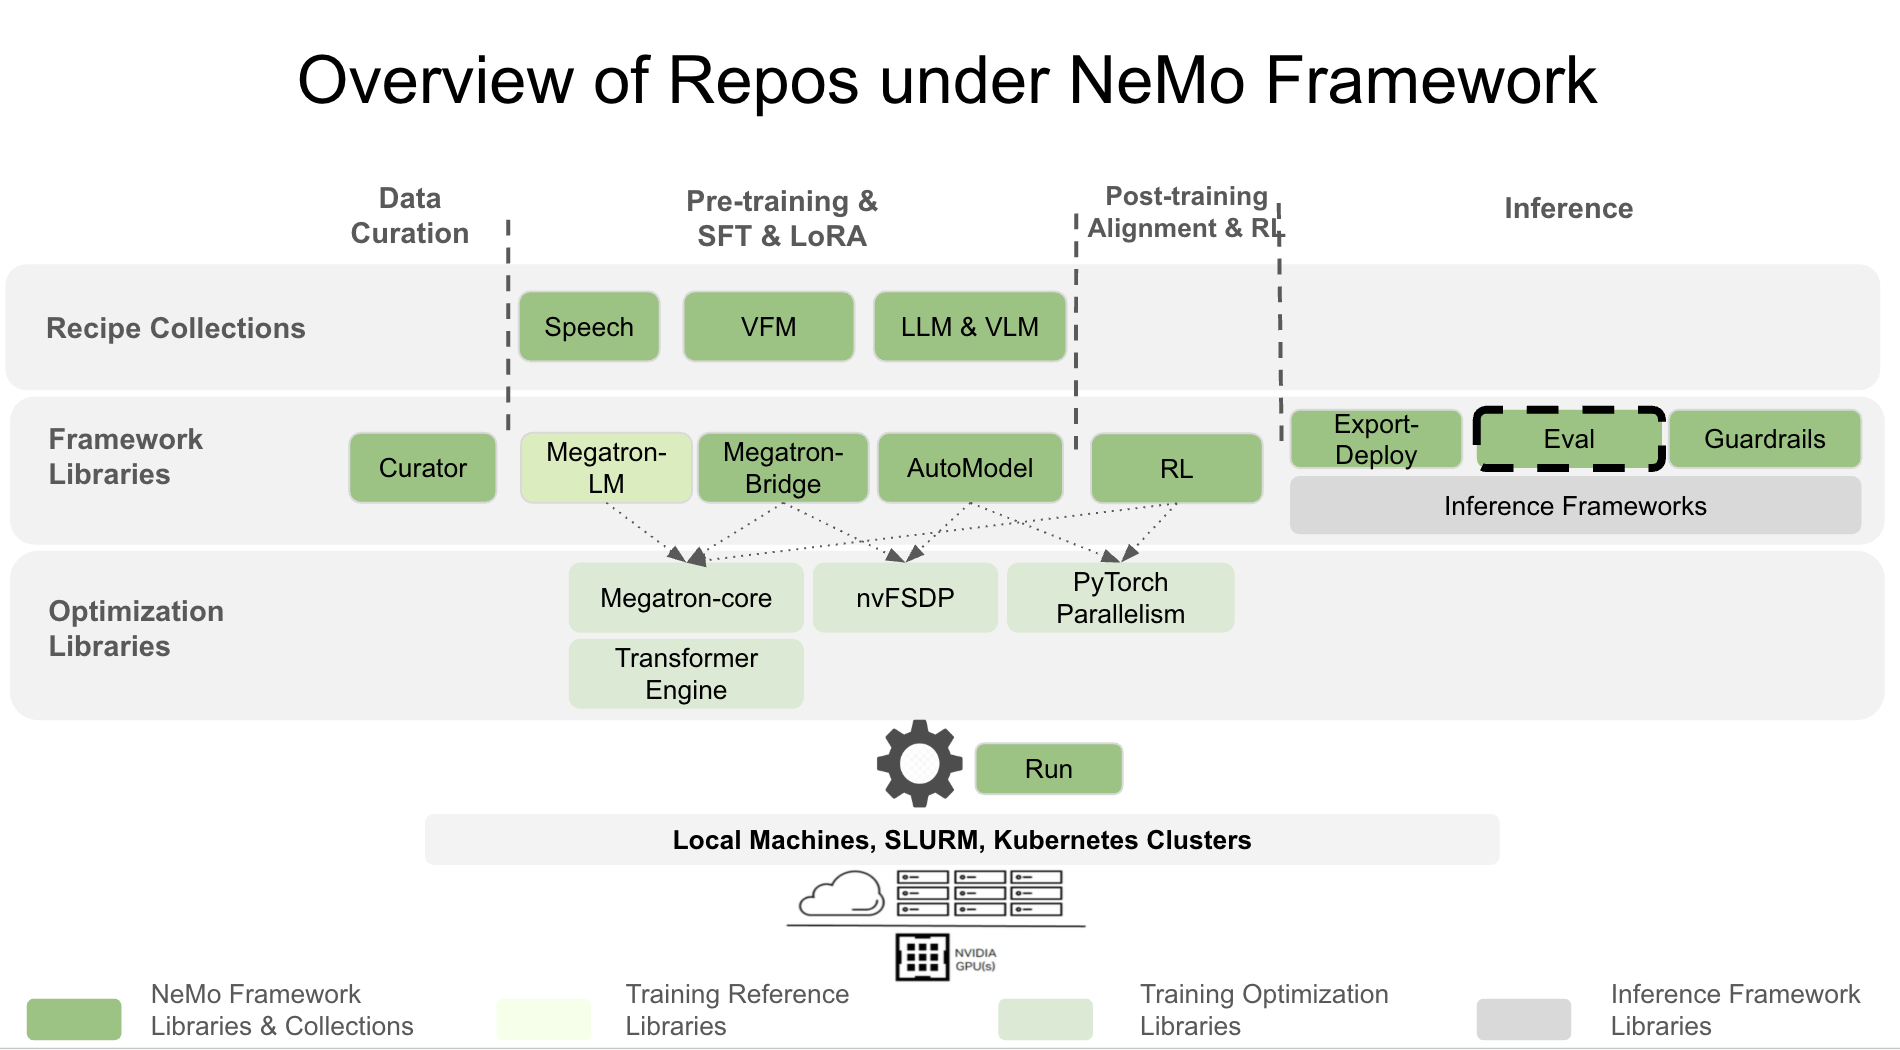 Overview of Repos under NeMo Framework
Data
Curation
Pre-training &
SFT & LoRA
Post-training
Alignment & RL
Inference
Recipe Collections
Speech
VFM
LLM & VLM
Framework
Libraries
Curator
Megatron-
LM
Megatron-
Bridge
AutoModel
RL
Export-
Deploy
Eval
Guardrails
Inference Frameworks
Optimization
Libraries
Megatron-core
nvFSDP
PyTorch
Parallelism
Transformer
Engine
Run
Local Machines, SLURM, Kubernetes Clusters
NVIDIA
GPU(s)
NeMo Framework
Libraries & Collections
Training Reference
Libraries
Training Optimization
Libraries
Inference Framework
Libraries